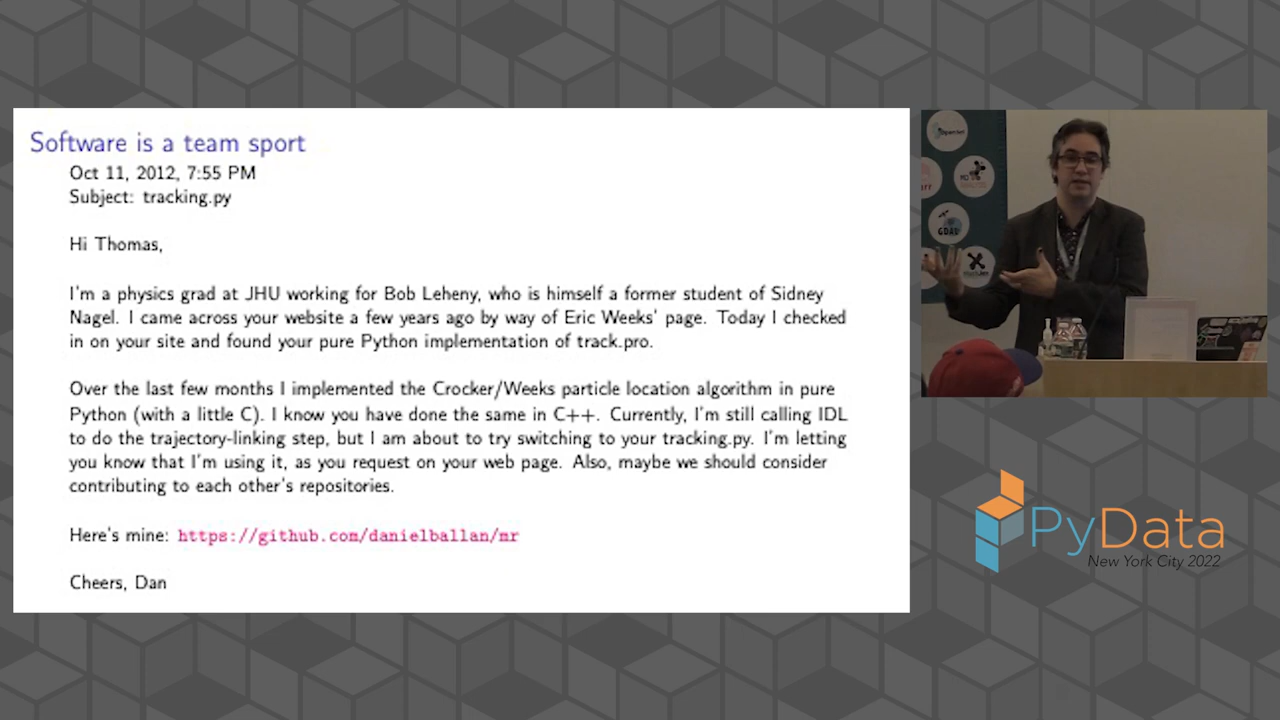 Software is a team sport
Oct 11, 2012, 7:55 PM
Subject: tracking.py
Hi Thomas,
I'm a physics grad at JHU working for Bob Leheny, who is himself a former student of Sidney
Nagel. I came across your website a few years ago by way of Eric Weeks' page. Today I checked
in on your site and found your pure Python implementation of track.pro.
Over the last few months I implemented the Crocker/Weeks particle location algorithm in pure
Python (with a little C). I know you have done the same in C++. Currently, I'm still calling IDL
to do the trajectory-linking step, but I am about to try switching to your tracking.py. I'm letting
you know that I'm using it, as you request on your web page. Also, maybe we should consider
contributing to each other's repositories.
Here's mine: https://github.com/danielballan/mr
Cheers, Dan
GDAL
PyData
New York City 2022